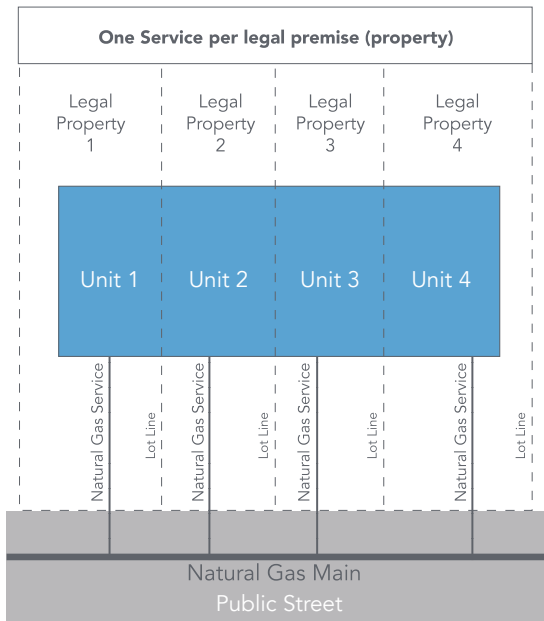 One Service per legal premise (property)
Legal
Property
1
Legal
Property
2
Legal
Property
3
Legal
Property
4
Unit 1
Unit 2
Unit 3
Unit 4
Natural Gas Service
Lot Line
Natural Gas Service
Lot Line
Natural Gas Service
Lot Line
Natural Gas Service
Lot Line
Natural Gas Main
Public Street